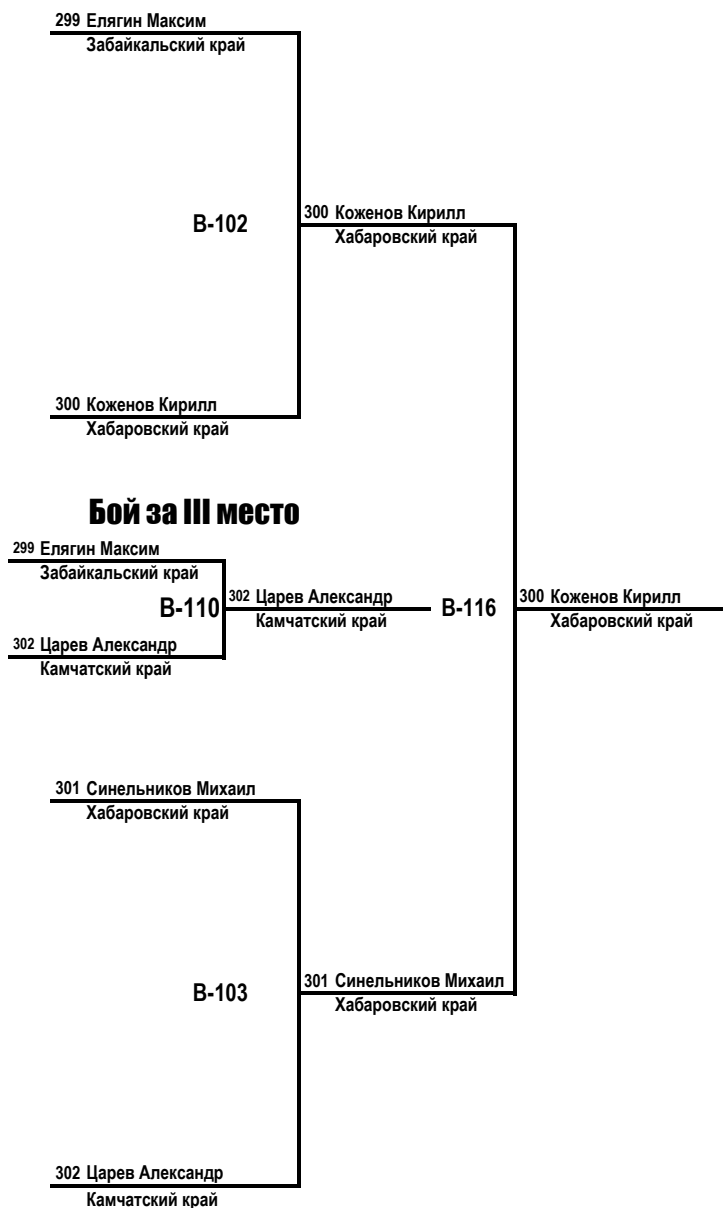 299 Елягин Максим
Забайкальский край
B-102
300 Коженов Кирилл
Хабаровский край
300 Коженов Кирилл
Хабаровский край
Бой за III место
299 Елягин Максим
Забайкальский край
B-110
302 Царев Александр
Камчатский край
302 Царев Александр
Камчатский край
B-116
300 Коженов Кирилл
Хабаровский край
301 Синельников Михаил
Хабаровский край
B-103
301 Синельников Михаил
Хабаровский край
302 Царев Александр
Камчатский край